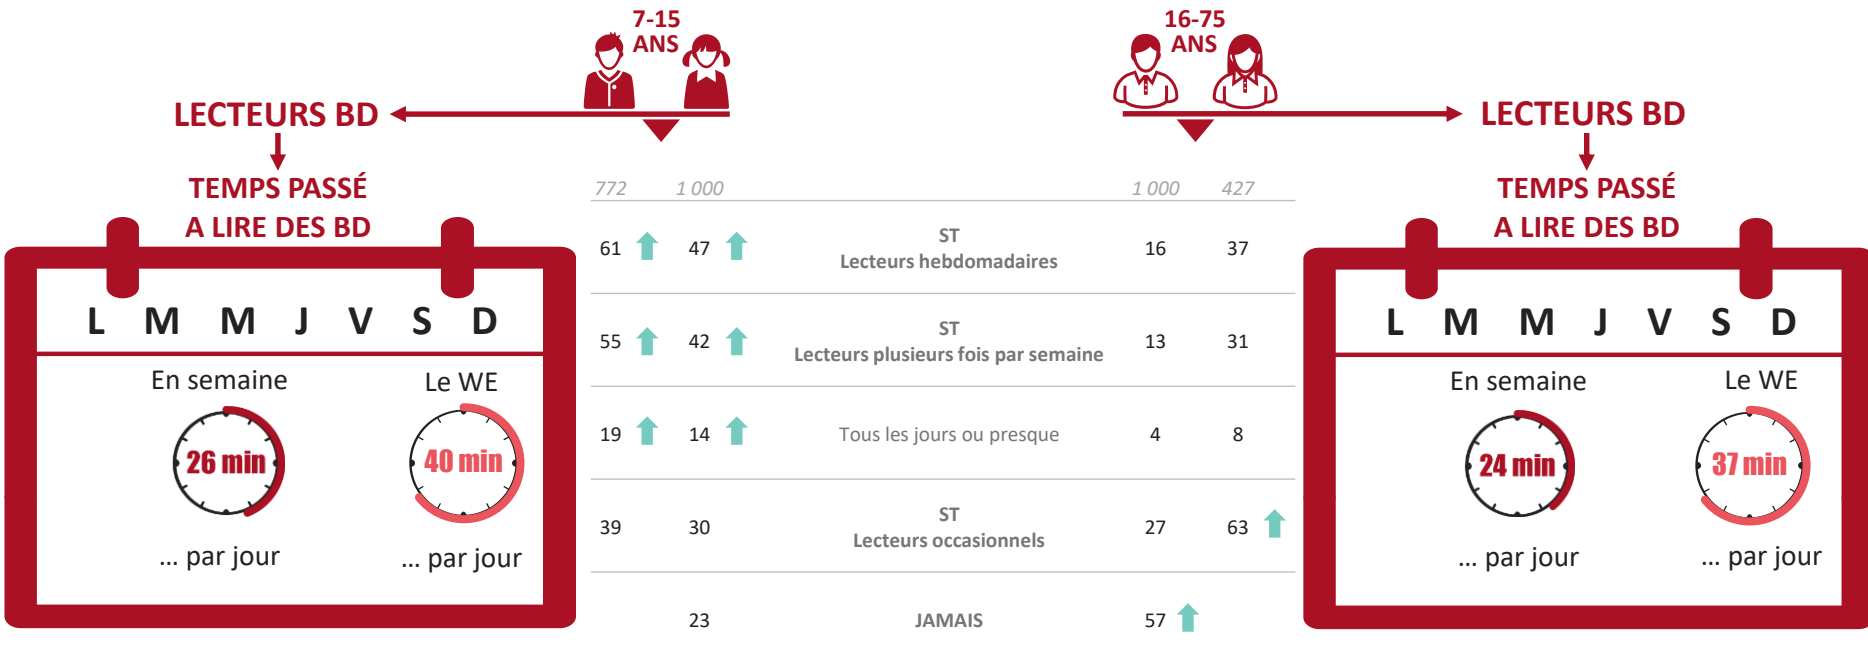 7-15
ANS
16-75
ANS
LECTEURS BD
LECTEURS BD
TEMPS PASSÉ
A LIRE DES BD
TEMPS PASSÉ
A LIRE DES BD
772 1 000 1 000 427
61 47 ST
Lecteurs hebdomadaires 16 37
55 42 ST
Lecteurs plusieurs fois par semaine 13 31
19 14 Tous les jours ou presque 4 8
39 30 ST
Lecteurs occasionnels 27 63
23 JAMAIS 57
L M M J V S D
En semaine Le WE
26 min 40 min
... par jour ... par jour
L M M J V S D
En semaine Le WE
24 min 37 min
... par jour ... par jour